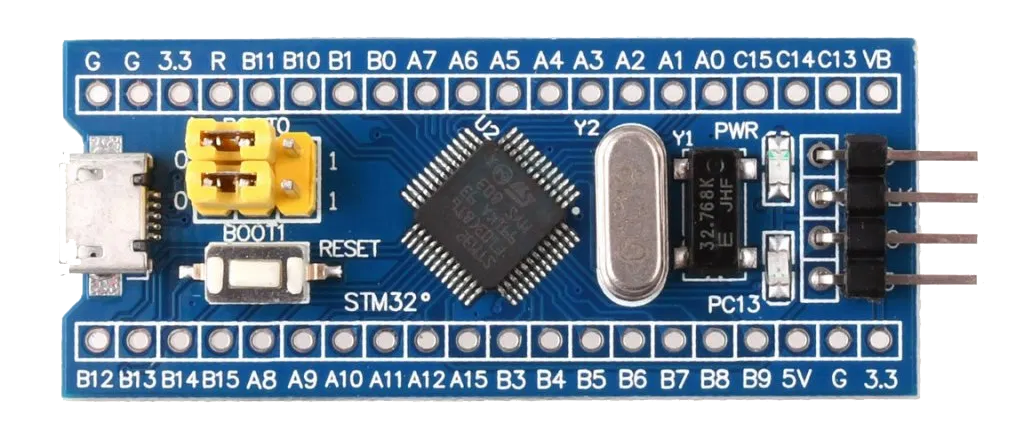 G G 3.3 R B11 B10 B1 B0 A7 A6 A5 A4 A3 A2 A1 A0 C15 C14 C13 VB
BOOT0
U2
Y2
Y1
PWR
0 1
0 1
32.768K
JHF
E
BOOT1
RESET
STM32°
PC13
B12 B13 B14 B15 A8 A9 A10 A11 A12 A15 B3 B4 B5 B6 B7 B8 B9 5V G 3.3